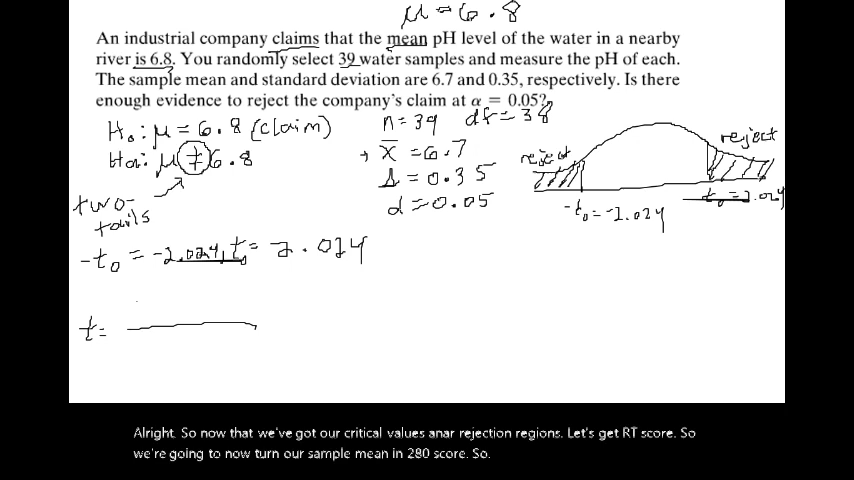 μ = 6.8
An industrial company claims that the mean pH level of the water in a nearby
river is 6.8. You randomly select 39 water samples and measure the pH of each.
The sample mean and standard deviation are 6.7 and 0.35, respectively. Is there
enough evidence to reject the company's claim at α = 0.05?
H₀: μ = 6.8 (claim)
Ha: μ ≠ 6.8
two-
tails
n = 39 df = 38
x̄ = 6.7
s = 0.35
α = 0.05
reject
reject
-t₀ = -2.024
t₀ = 2.024
-t₀ = -2.024, t₀ = 2.024
t =
Alright. So now that we've got our critical values anar rejection regions. Let's get RT score. So
we're going to now turn our sample mean in 280 score. So.